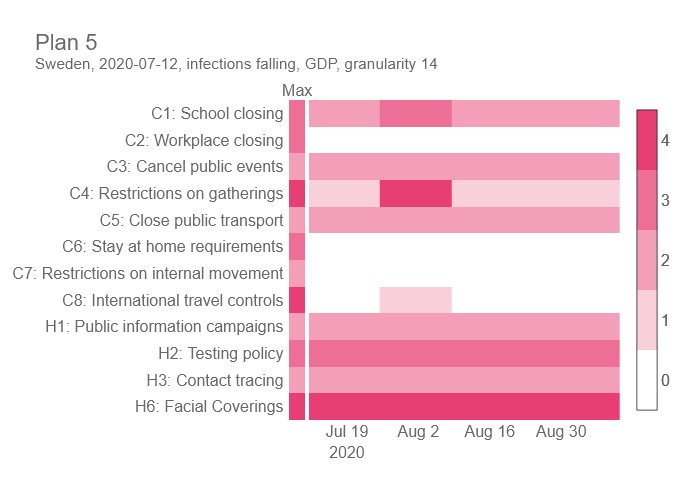 Plan 5
Sweden, 2020-07-12, infections falling, GDP, granularity 14
Max
C1: School closing
C2: Workplace closing
C3: Cancel public events
C4: Restrictions on gatherings
C5: Close public transport
C6: Stay at home requirements
C7: Restrictions on internal movement
C8: International travel controls
H1: Public information campaigns
H2: Testing policy
H3: Contact tracing
H6: Facial Coverings
Jul 19 Aug 2 Aug 16 Aug 30
2020
4
3
2
1
0